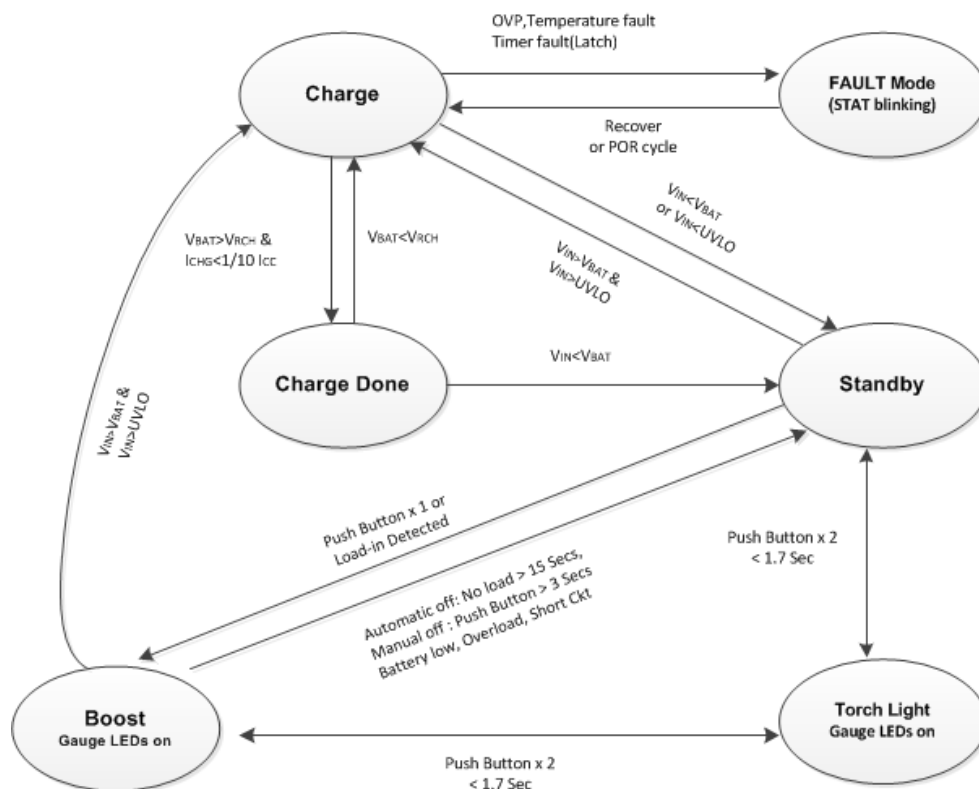 OVP,Temperature fault
Timer fault(Latch)
Charge
FAULT Mode
(STAT blinking)
Recover
or POR cycle
VIN<VBAT
or VIN<UVLO
VBAT>VRCH &
ICHG<1/10 ICC
VBAT<VRCH
VIN>VBAT &
VIN>UVLO
Charge Done
VIN<VBAT
Standby
VIN>VBAT &
VIN>UVLO
Push Button x 1 or
Load-in Detected
Automatic off: No load > 15 Secs,
Manual off : Push Button > 3 Secs
Battery low, Overload, Short Ckt
Push Button x 2
< 1.7 Sec
Boost
Gauge LEDs on
Torch Light
Gauge LEDs on
Push Button x 2
< 1.7 Sec